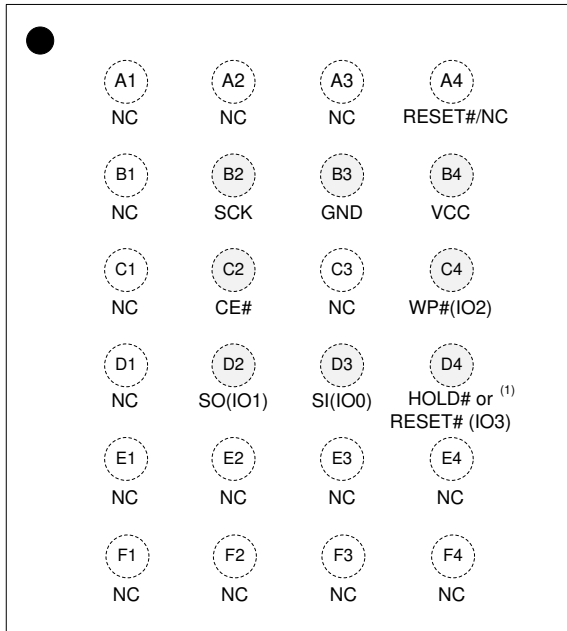 A1 A2 A3 A4
NC NC NC RESET#/NC
B1 B2 B3 B4
NC SCK GND VCC
C1 C2 C3 C4
NC CE# NC WP#(IO2)
D1 D2 D3 D4
NC SO(IO1) SI(IO0) HOLD# or (1)
RESET# (IO3)
E1 E2 E3 E4
NC NC NC NC
F1 F2 F3 F4
NC NC NC NC